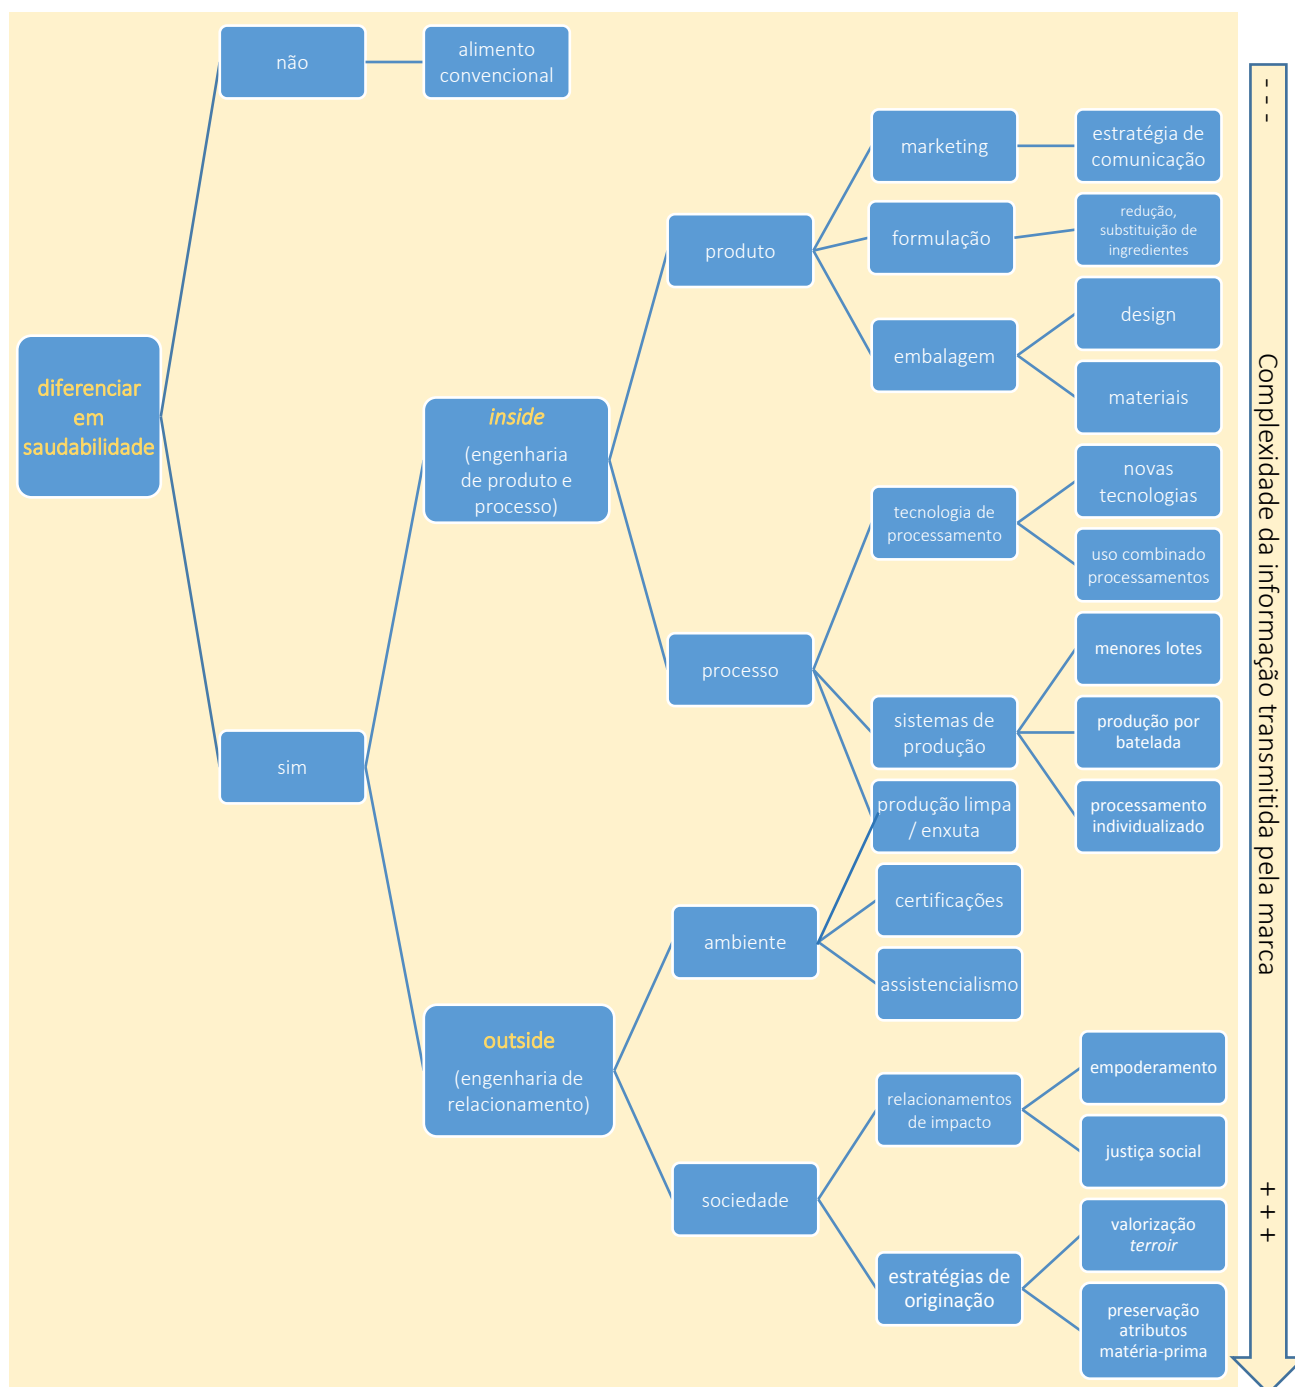 não
alimento
convencional
- - -
marketing
estratégia de
comunicação
redução,
substituição de
ingredientes
formulação
produto
design
embalagem
materiais
diferenciar
em
saudabilidade
inside
(engenharia
de produto e
processo)
novas
tecnologias
tecnologia de
processamento
uso combinado
processamentos
menores lotes
processo
sistemas de
produção
produção por
batelada
sim
produção limpa
/ enxuta
processamento
individualizado
Complexidade da informação transmitida pela marca
certificações
ambiente
assistencialismo
outside
(engenharia de
relacionamento)
empoderamento
relacionamentos
de impacto
justiça social
sociedade
+ + +
valorização
terroir
estratégias de
originação
preservação
atributos
matéria-prima